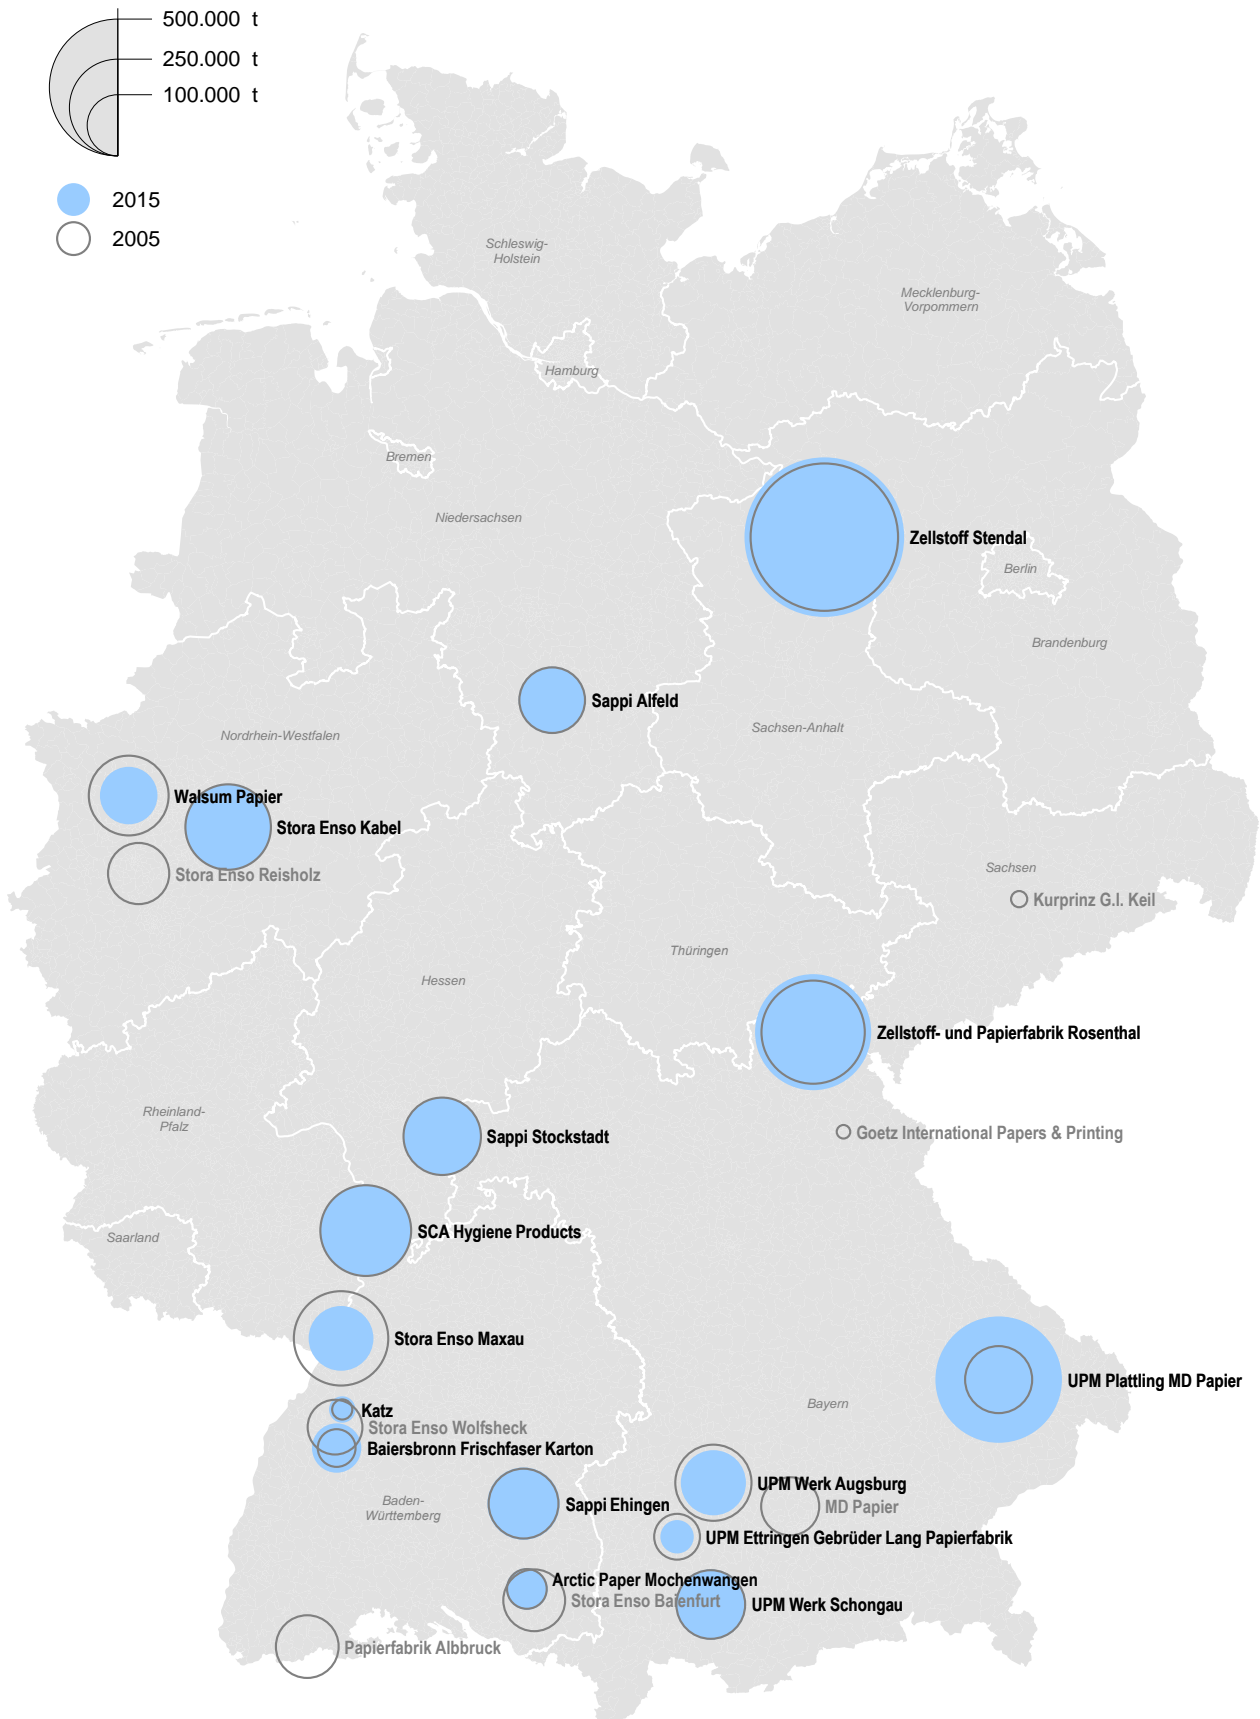 500.000 t
250.000 t
100.000 t
2015
2005
Schleswig-
Holstein
Mecklenburg-
Vorpommern
Hamburg
Bremen
Niedersachsen
Zellstoff Stendal
Berlin
Brandenburg
Sappi Alfeld
Sachsen-Anhalt
Nordrhein-Westfalen
Walsum Papier
Stora Enso Kabel
Stora Enso Reisholz
Sachsen
Kurprinz G.I. Keil
Thüringen
Hessen
Zellstoff- und Papierfabrik Rosenthal
Rheinland-
Pfalz
Sappi Stockstadt
Goetz International Papers & Printing
SCA Hygiene Products
Saarland
Stora Enso Maxau
UPM Plattling MD Papier
Bayern
Katz
Stora Enso Wolfsheck
Baiersbronn Frischfaser Karton
UPM Werk Augsburg
Baden-
Württemberg
Sappi Ehingen
MD Papier
UPM Ettringen Gebrüder Lang Papierfabrik
Arctic Paper Mochenwangen
Stora Enso Baienfurt
UPM Werk Schongau
Papierfabrik Albbruck